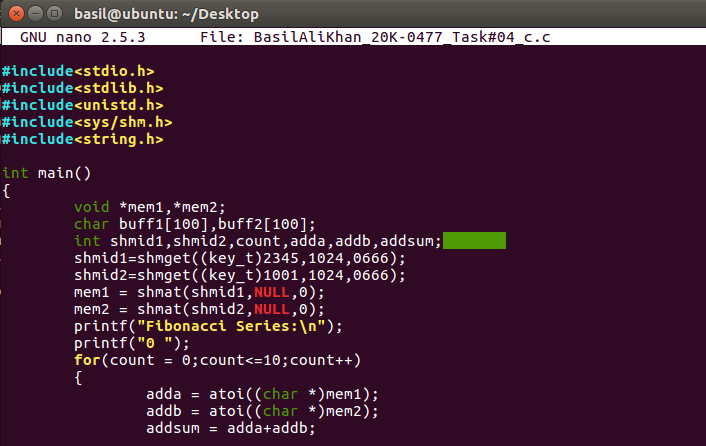 basil@ubuntu: ~/Desktop
GNU nano 2.5.3 File: BasilAliKhan_20K-0477_Task#04_c.c
#include<stdio.h>
#include<stdlib.h>
#include<unistd.h>
#include<sys/shm.h>
#include<string.h>
int main()
{
void *mem1,*mem2;
char buff1[100],buff2[100];
int shmid1,shmid2,count,adda,addb,addsum;
shmid1=shmget((key_t)2345,1024,0666);
shmid2=shmget((key_t)1001,1024,0666);
mem1 = shmat(shmid1,NULL,0);
mem2 = shmat(shmid2,NULL,0);
printf("Fibonacci Series:\n");
printf("0 ");
for(count = 0;count<=10;count++)
{
adda = atoi((char *)mem1);
addb = atoi((char *)mem2);
addsum = adda+addb;